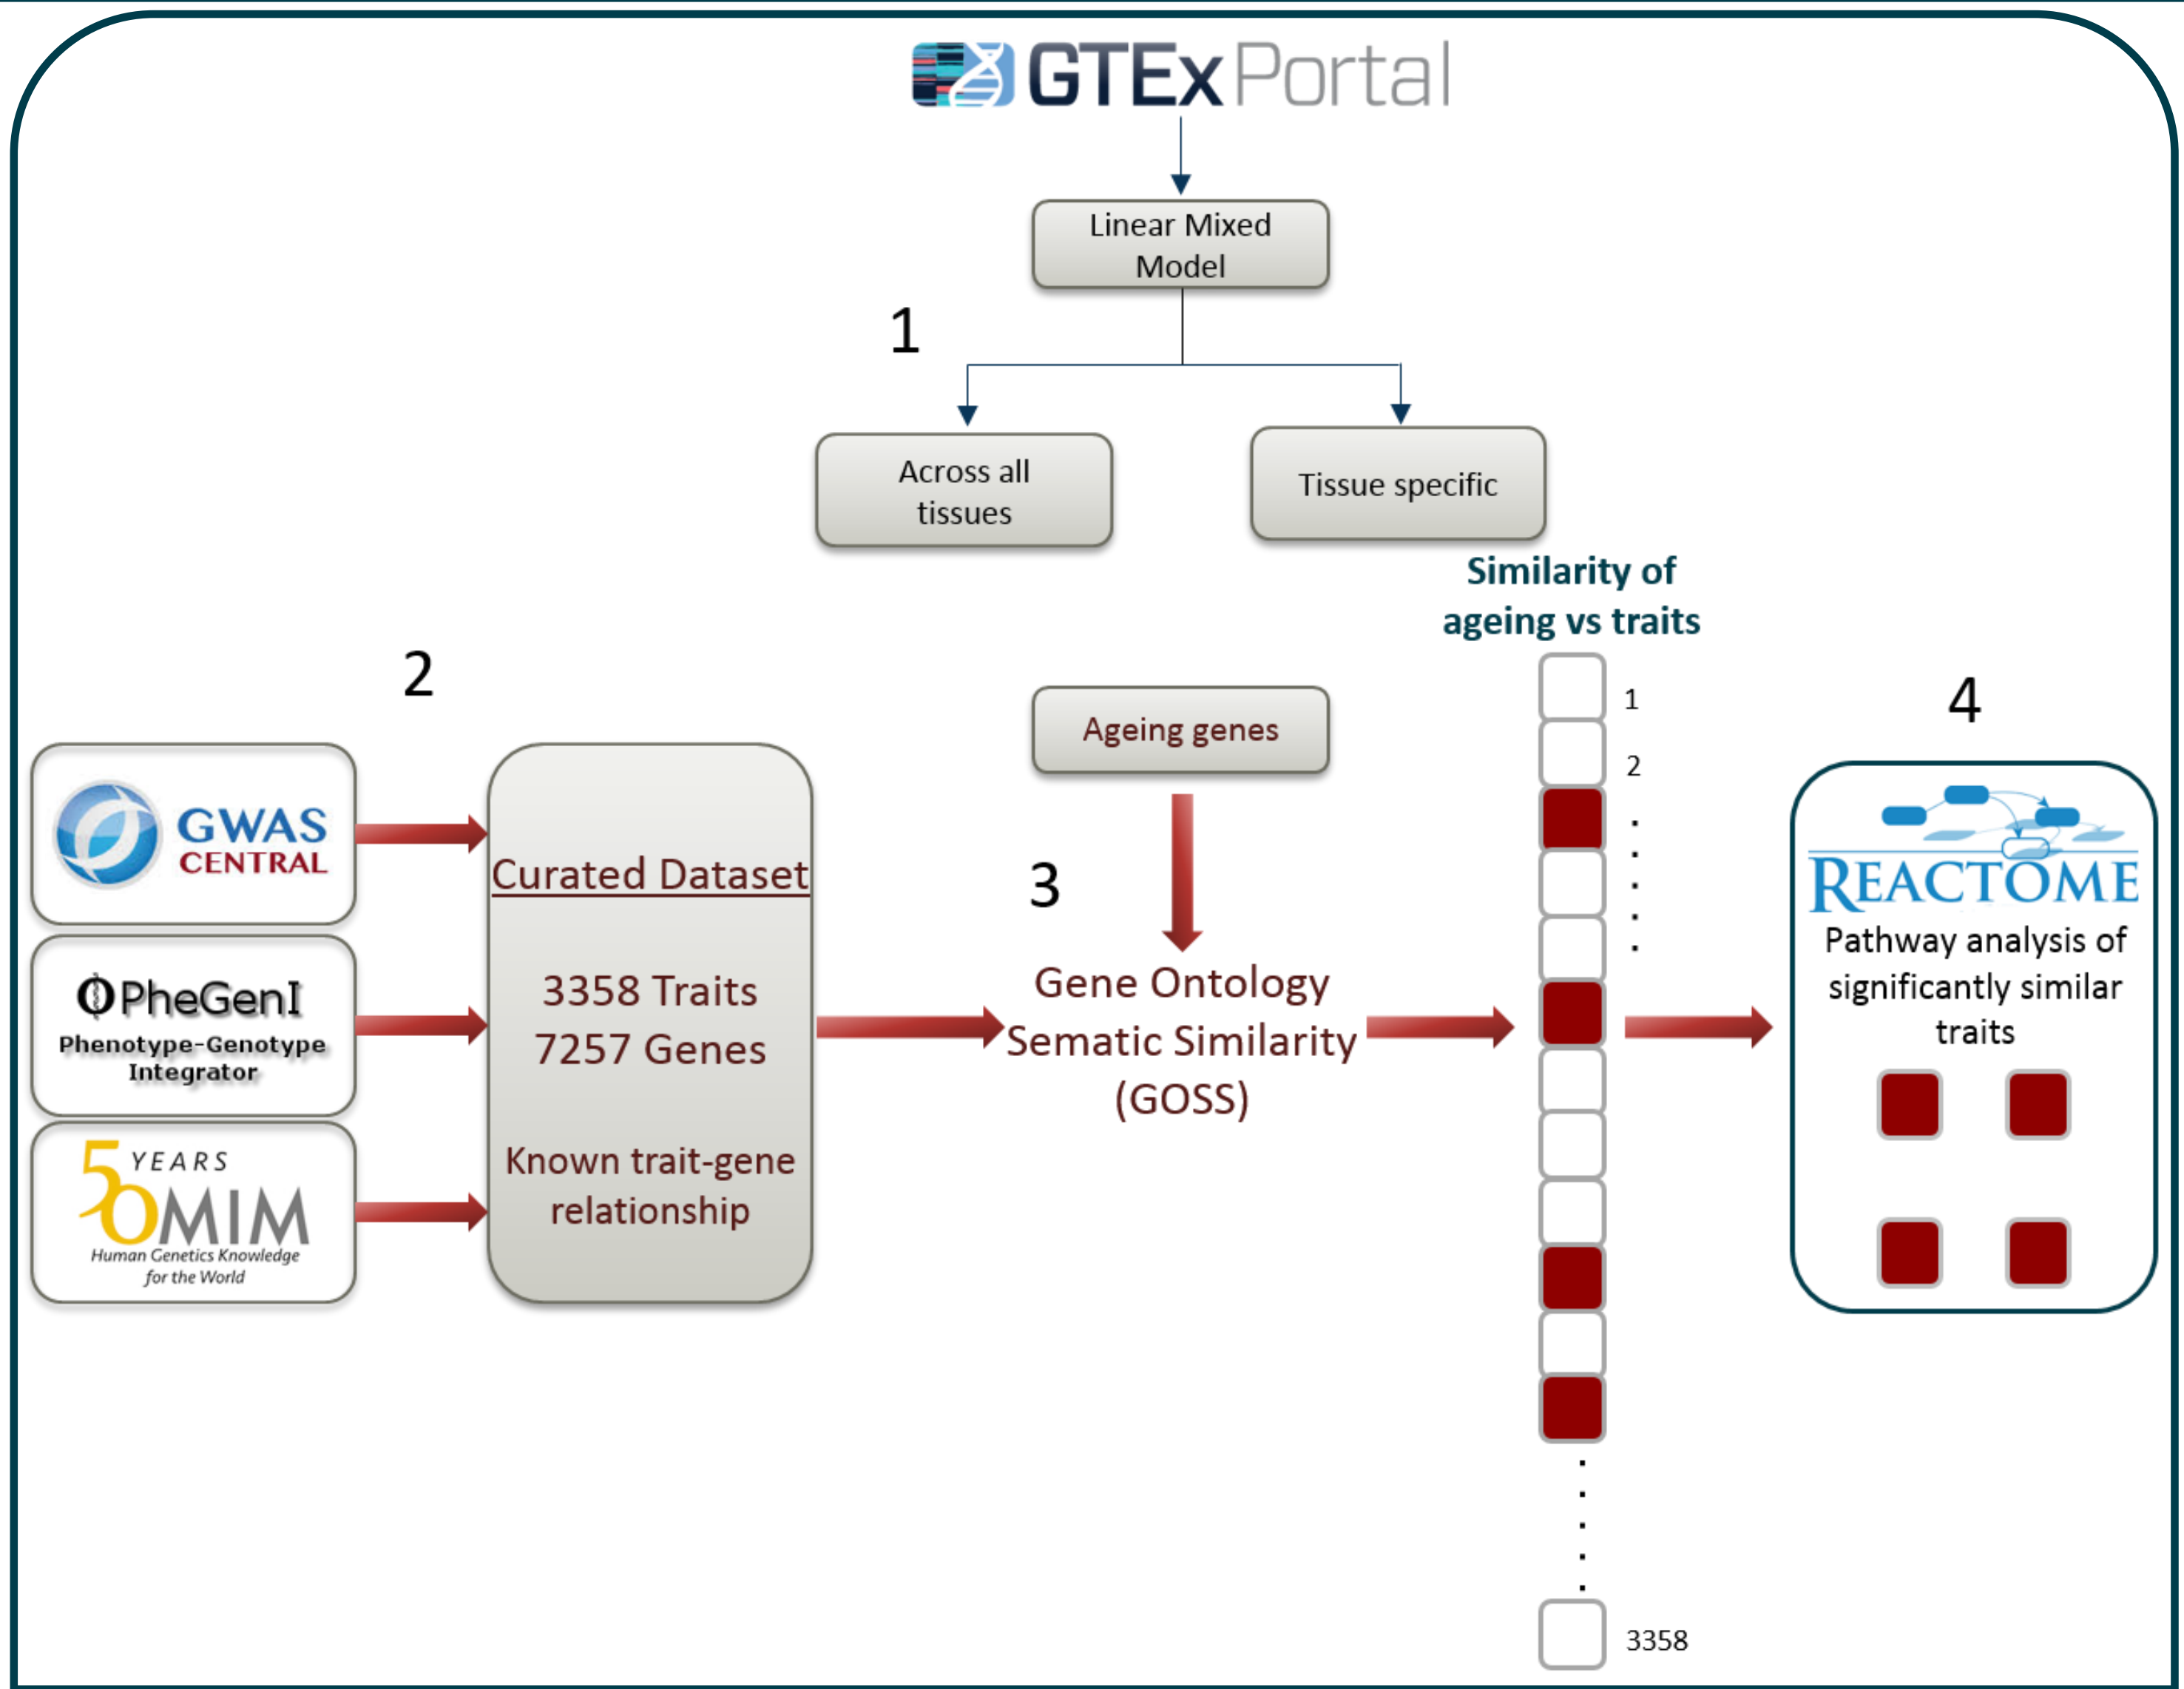 GTEx Portal
Linear Mixed
Model
1
Across all
tissues
Tissue specific
2
GWAS
CENTRAL
PheGenI
Phenotype-Genotype
Integrator
50 YEARS
OMIM
Human Genetics Knowledge
for the World
Curated Dataset
3358 Traits
7257 Genes
Known trait-gene
relationship
Ageing genes
3
Gene Ontology
Sematic Similarity
(GOSS)
Similarity of
ageing vs traits
1
2
3358
4
REACTOME
Pathway analysis of
significantly similar
traits